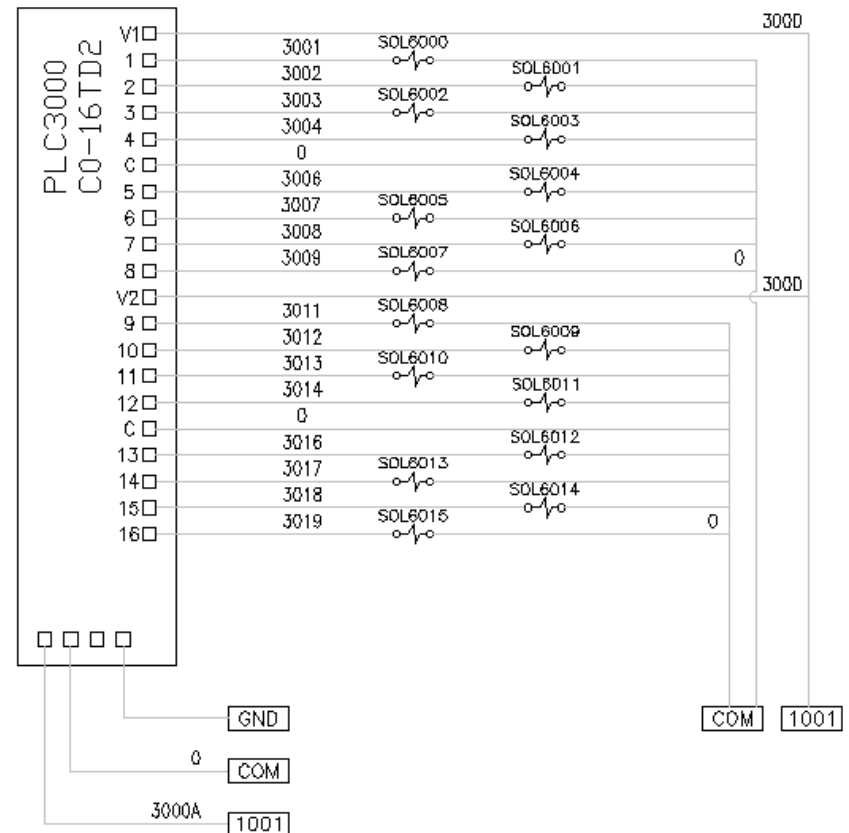 PLC3000
C0-16TD2
V1 3000
1 3001 SOL6000
2 3002 SOL6001
3 3003 SOL6002
4 3004 SOL6003
C 0
5 3006 SOL6004
6 3007 SOL6005
7 3008 SOL6006
8 3009 SOL6007 0
V2 3000
9 3011 SOL6008
10 3012 SOL6009
11 3013 SOL6010
12 3014 SOL6011
C 0
13 3016 SOL6012
14 3017 SOL6013
15 3018 SOL6014
16 3019 SOL6015 0
GND COM 1001
0 COM
3000A 1001